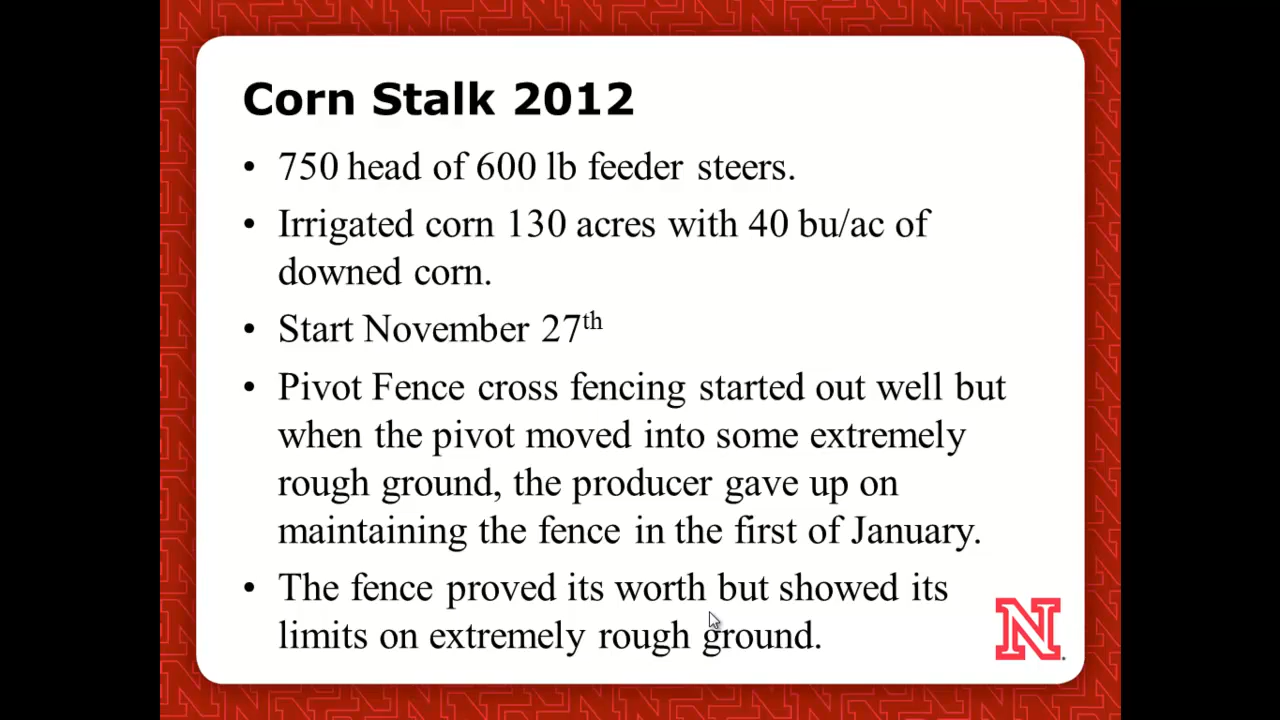 Corn Stalk 2012
• 750 head of 600 lb feeder steers.
• Irrigated corn 130 acres with 40 bu/ac of
downed corn.
• Start November 27th
• Pivot Fence cross fencing started out well but
when the pivot moved into some extremely
rough ground, the producer gave up on
maintaining the fence in the first of January.
• The fence proved its worth but showed its
limits on extremely rough ground.
N